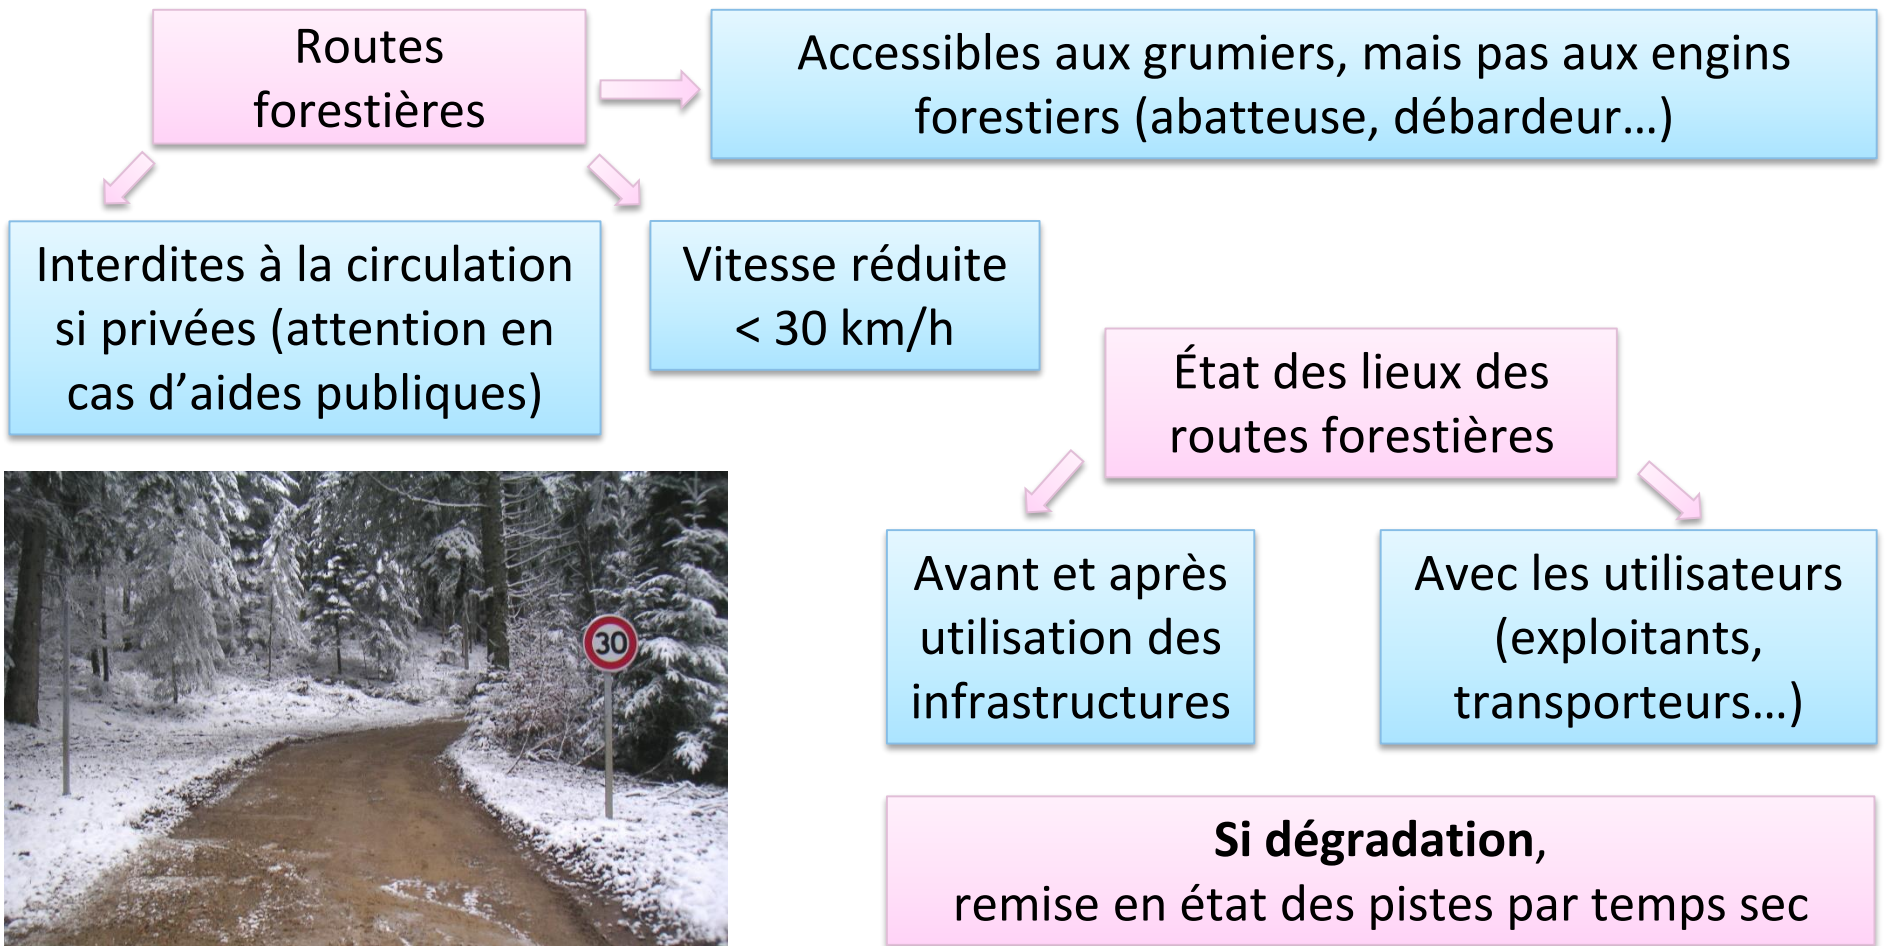 Routes
forestières
Accessibles aux grumiers, mais pas aux engins
forestiers (abatteuse, débardeur…)
Interdites à la circulation
si privées (attention en
cas d’aides publiques)
Vitesse réduite
< 30 km/h
État des lieux des
routes forestières
Avant et après
utilisation des
infrastructures
Avec les utilisateurs
(exploitants,
transporteurs…)
30
Si dégradation,
remise en état des pistes par temps sec